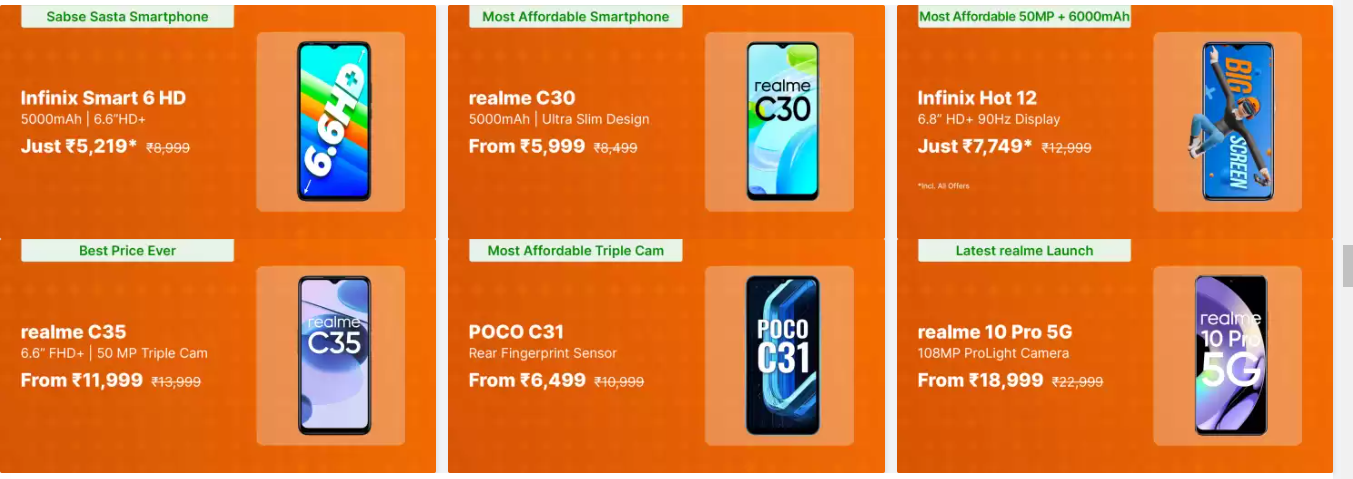 Sabse Sasta Smartphone
Infinix Smart 6 HD
5000mAh | 6.6”HD+
Just ₹5,219* ₹8,999
6.6HD+
Most Affordable Smartphone
realme C30
5000mAh | Ultra Slim Design
From ₹5,999 ₹8,499
realme
C30
Most Affordable 50MP + 6000mAh
Infinix Hot 12
6.8” HD+ 90Hz Display
Just ₹7,749* ₹12,999
*Incl. All Offers
BIG
SCREEN
Best Price Ever
realme C35
6.6” FHD+ | 50 MP Triple Cam
From ₹11,999 ₹13,999
realme
C35
Most Affordable Triple Cam
POCO C31
Rear Fingerprint Sensor
From ₹6,499 ₹10,999
POCO
C31
Latest realme Launch
realme 10 Pro 5G
108MP ProLight Camera
From ₹18,999 ₹22,999
realme
10 Pro
5G